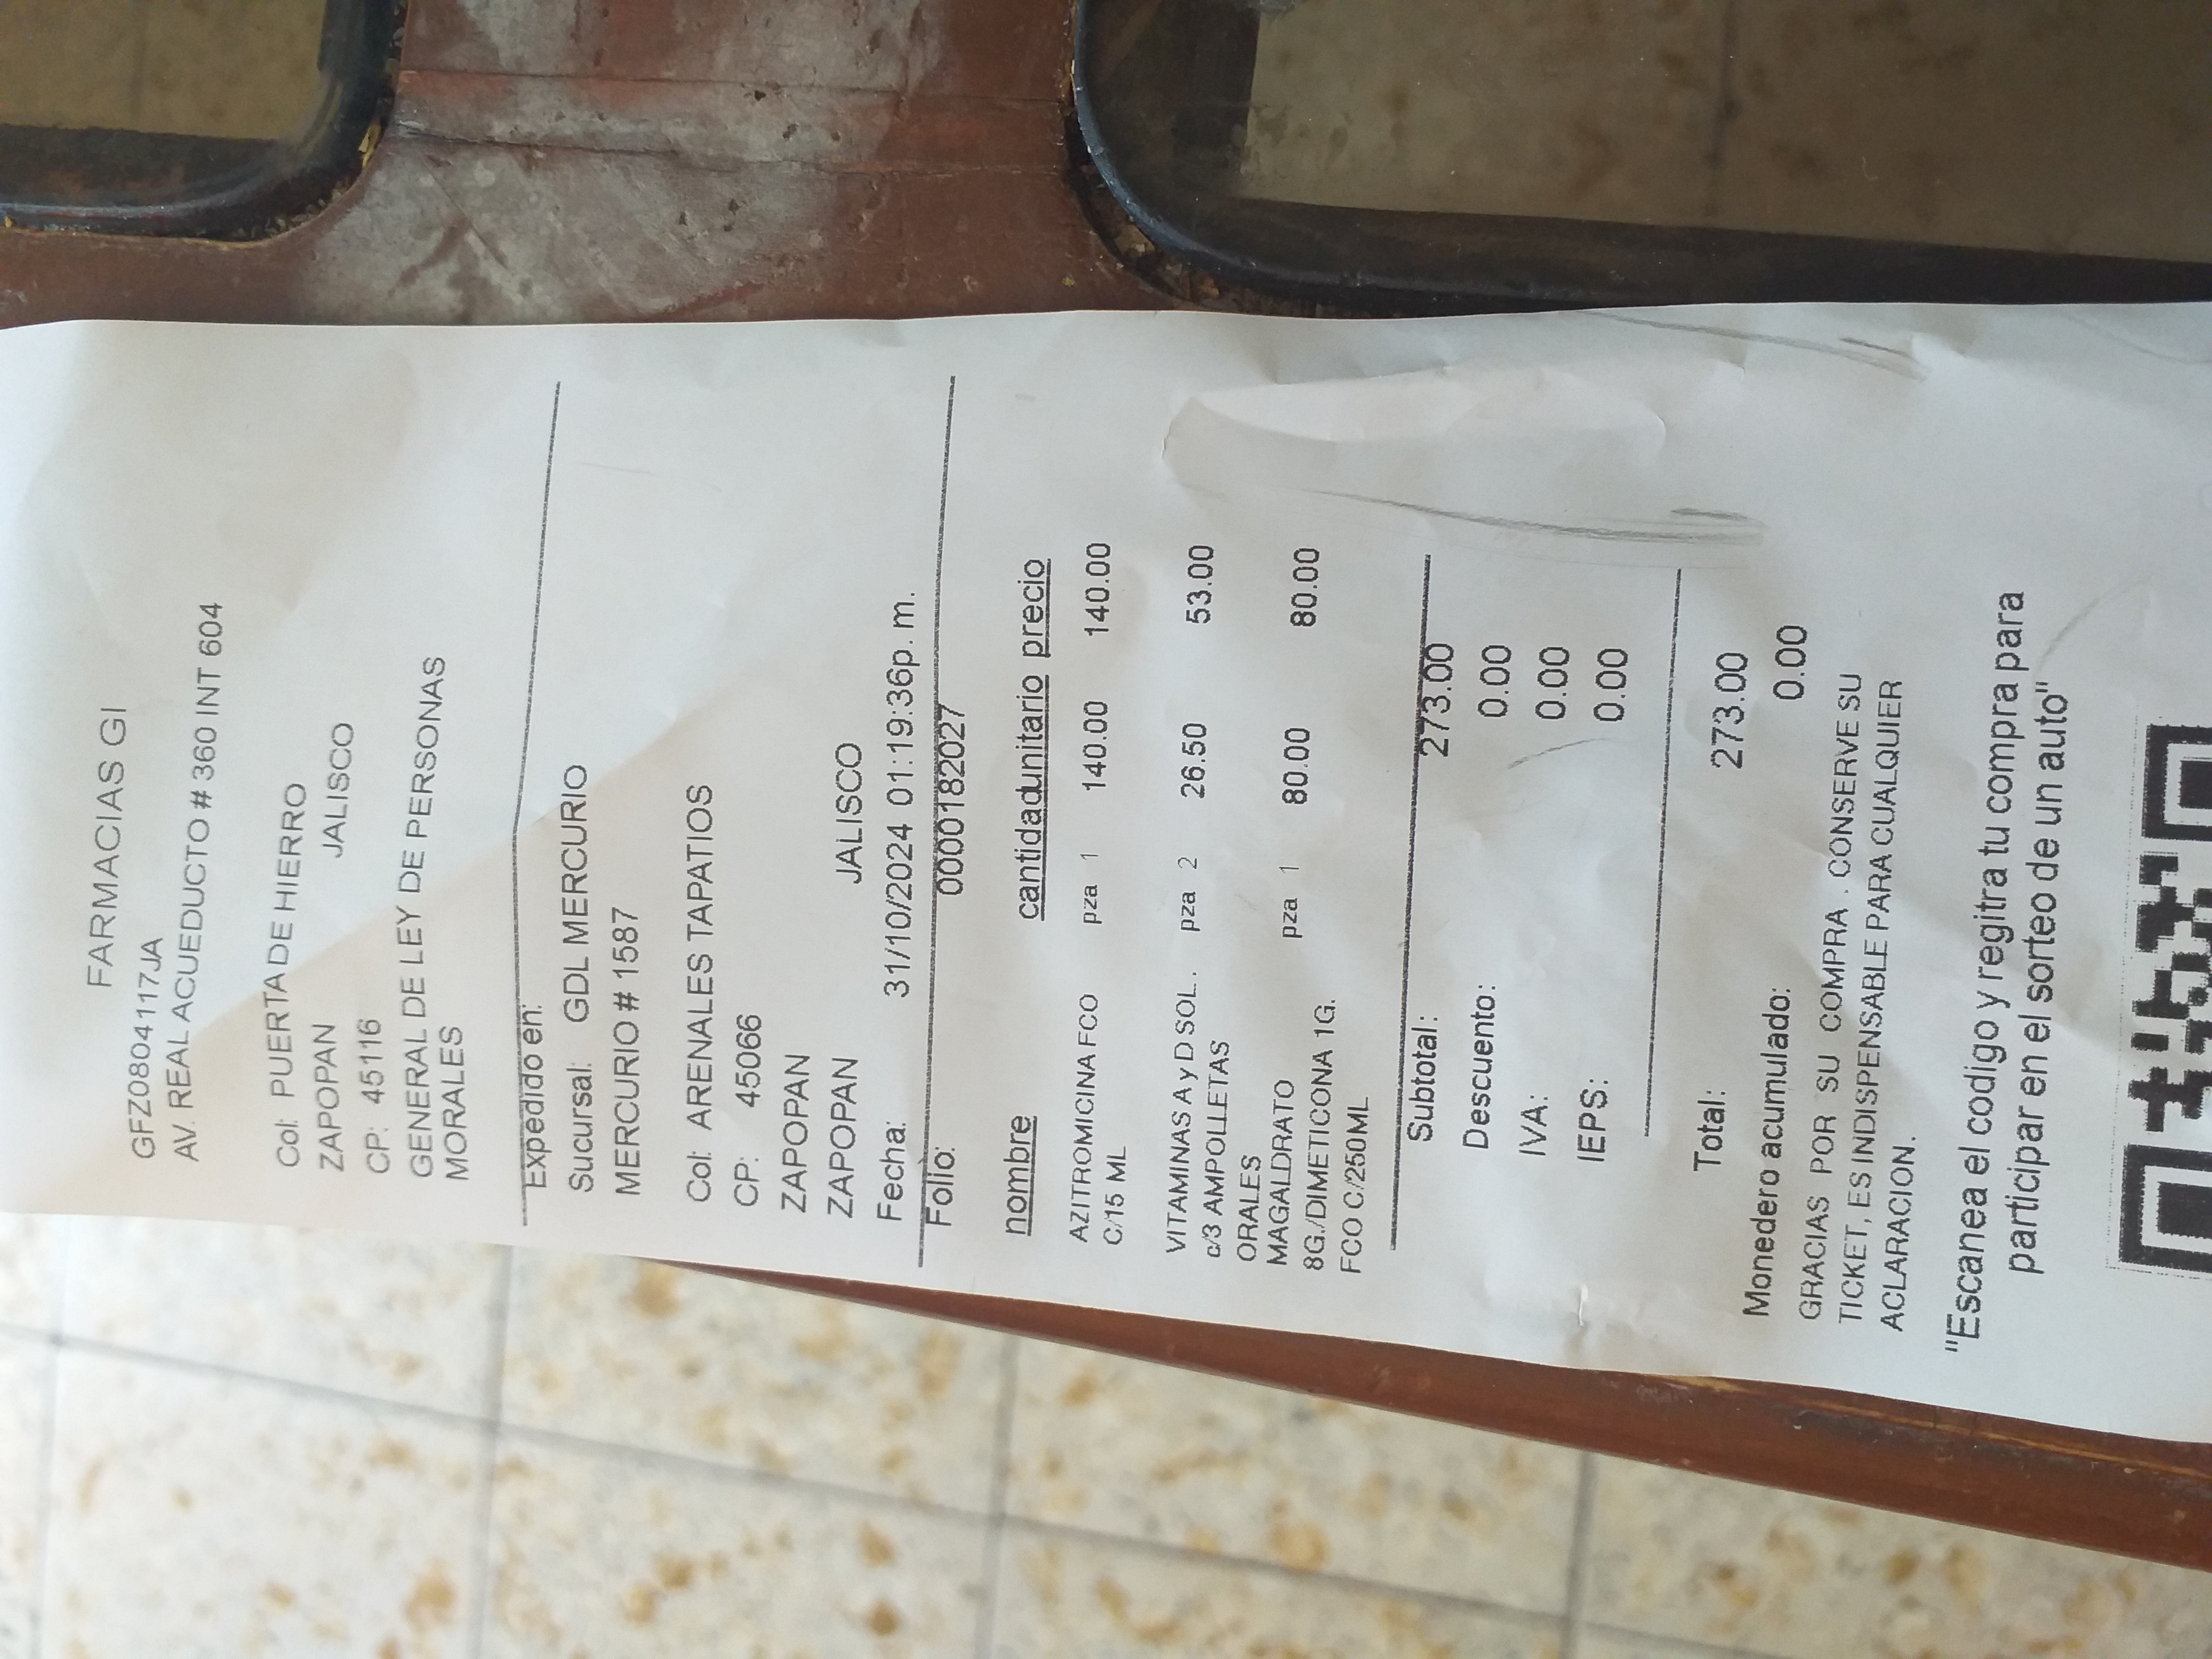 FARMACIAS GI
GFZ0804117JA
AV. REAL ACUEDUCTO # 360 INT 604
Col: PUERTA DE HIERRO
ZAPOPAN JALISCO
CP: 45116
GENERAL DE LEY DE PERSONAS
MORALES
Expedido en:
Sucursal: GDL MERCURIO
MERCURIO # 1587
Col: ARENALES TAPATIOS
CP: 45066
ZAPOPAN
ZAPOPAN JALISCO
Fecha: 31/10/2024 01:19:36p. m.
Folio: 0000182027
nombre cantidadunitario precio
AZITROMICINA FCO pza 1 140.00 140.00
C/15 ML
VITAMINAS A y D SOL . pza 2 26.50 53.00
c/3 AMPOLLETAS
ORALES
MAGALDRATO pza 1 80.00 80.00
8G./DIMETICONA 1G.
FCO C/250ML
Subtotal: 273.00
Descuento: 0.00
IVA: 0.00
IEPS: 0.00
Total: 273.00
Monedero acumulado: 0.00
GRACIAS POR SU COMPRA . CONSERVE SU
TICKET, ES INDISPENSABLE PARA CUALQUIER
ACLARACION.
"Escanea el codigo y regitra tu compra para
participar en el sorteo de un auto"